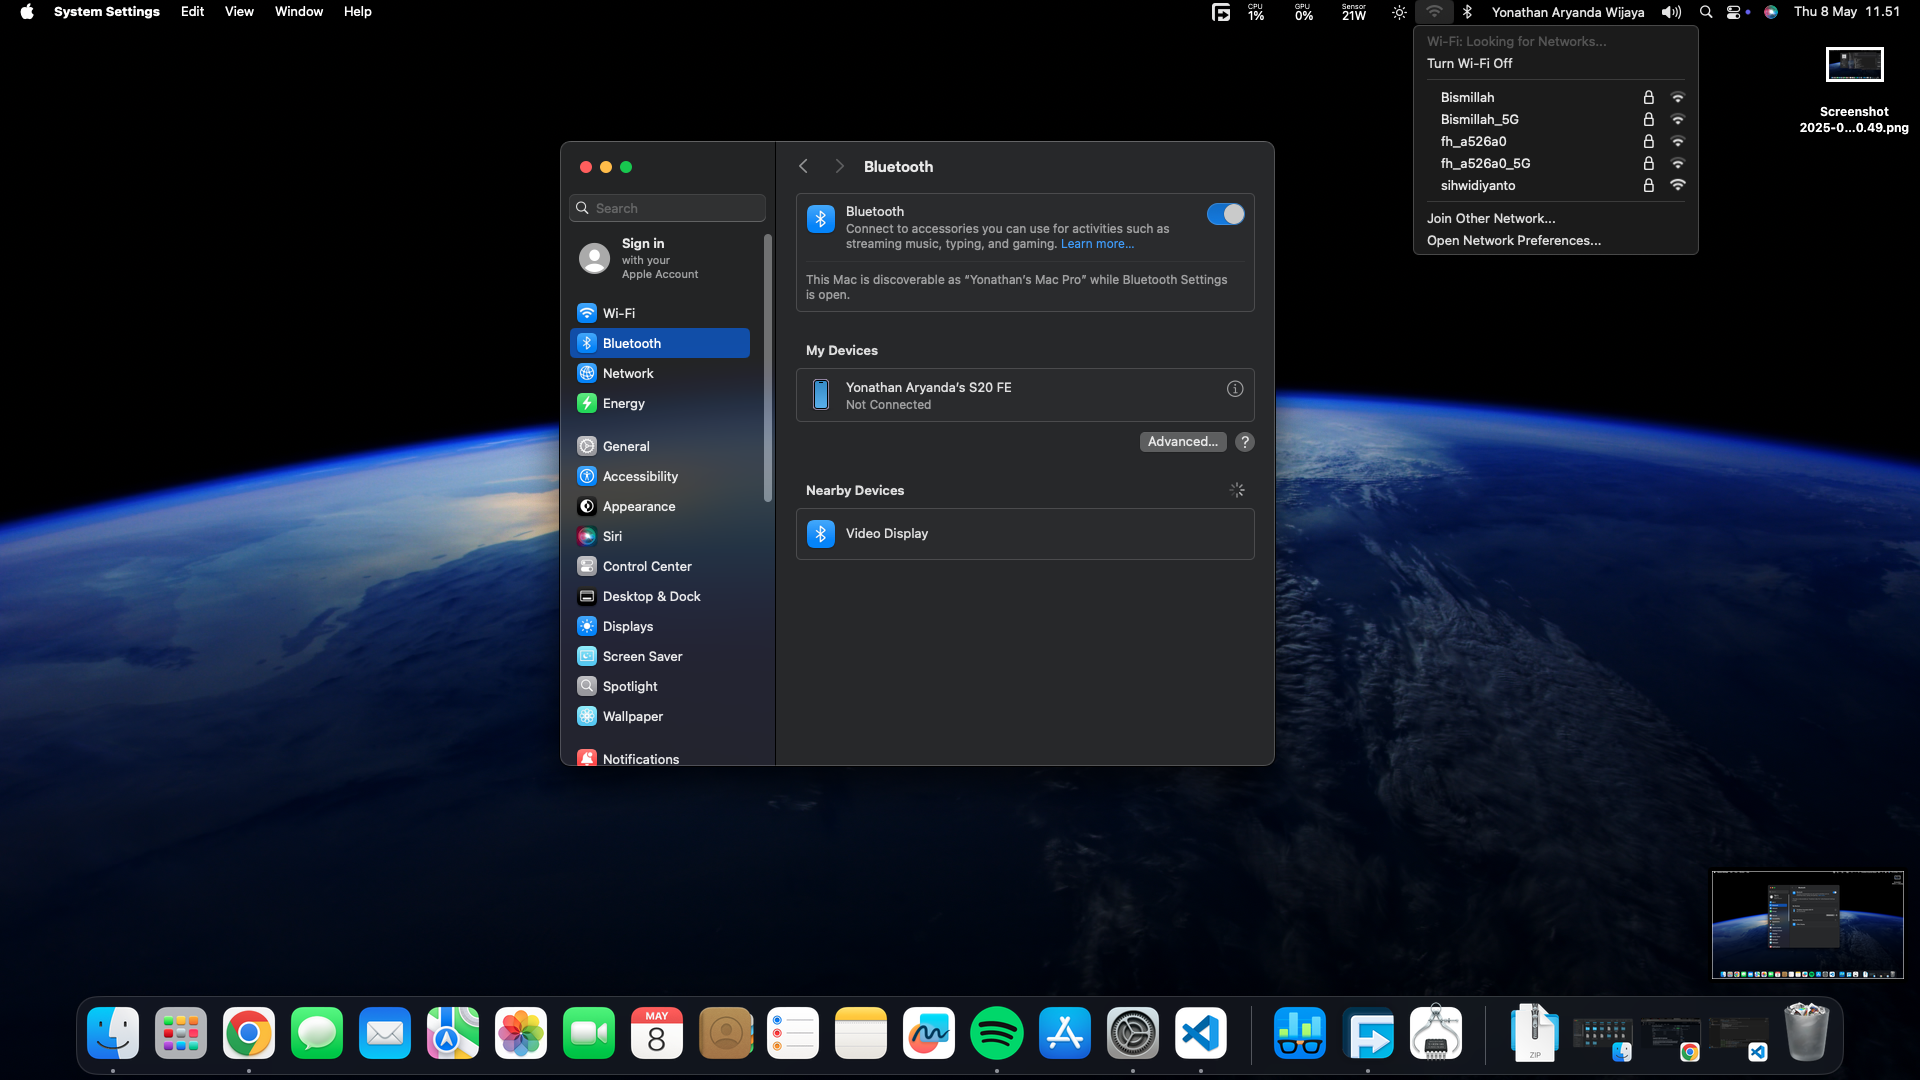 System Settings Edit View Window Help
CPU 1% GPU 0% Sensor 21W Yonathan Aryanda Wijaya Thu 8 May 11.51
Wi-Fi: Looking for Networks...
Turn Wi-Fi Off
Bismillah
Bismillah_5G
fh_a526a0
fh_a526a0_5G
sihwidiyanto
Join Other Network...
Open Network Preferences...
Screenshot
2025-0...0.49.png
Search
Sign in
with your
Apple Account
Wi-Fi
Bluetooth
Network
Energy
General
Accessibility
Appearance
Siri
Control Center
Desktop & Dock
Displays
Screen Saver
Spotlight
Wallpaper
Notifications
Bluetooth
Bluetooth
Connect to accessories you can use for activities such as
streaming music, typing, and gaming. Learn more...
This Mac is discoverable as “Yonathan’s Mac Pro” while Bluetooth Settings
is open.
My Devices
Yonathan Aryanda’s S20 FE
Not Connected
Advanced... ?
Nearby Devices
Video Display
MAY
8
ZIP